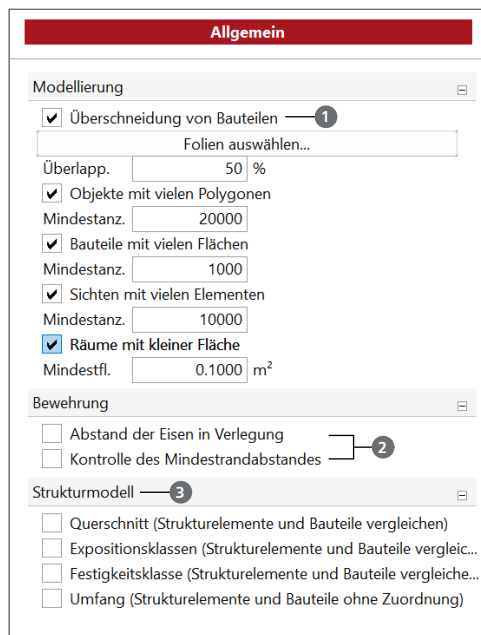 Allgemein
Modellierung
Überschneidung von Bauteilen 1
Folien auswählen...
Überlapp. 50 %
Objekte mit vielen Polygonen
Mindestanz. 20000
Bauteile mit vielen Flächen
Mindestanz. 1000
Sichten mit vielen Elementen
Mindestanz. 10000
Räume mit kleiner Fläche
Mindestfl. 0.1000 m²
Bewehrung
Abstand der Eisen in Verlegung
2
Kontrolle des Mindestrandabstandes
Strukturmodell 3
Querschnitt (Strukturelemente und Bauteile vergleichen)
Expositionsklassen (Strukturelemente und Bauteile vergleic...
Festigkeitsklasse (Strukturelemente und Bauteile vergleiche...
Umfang (Strukturelemente und Bauteile ohne Zuordnung)